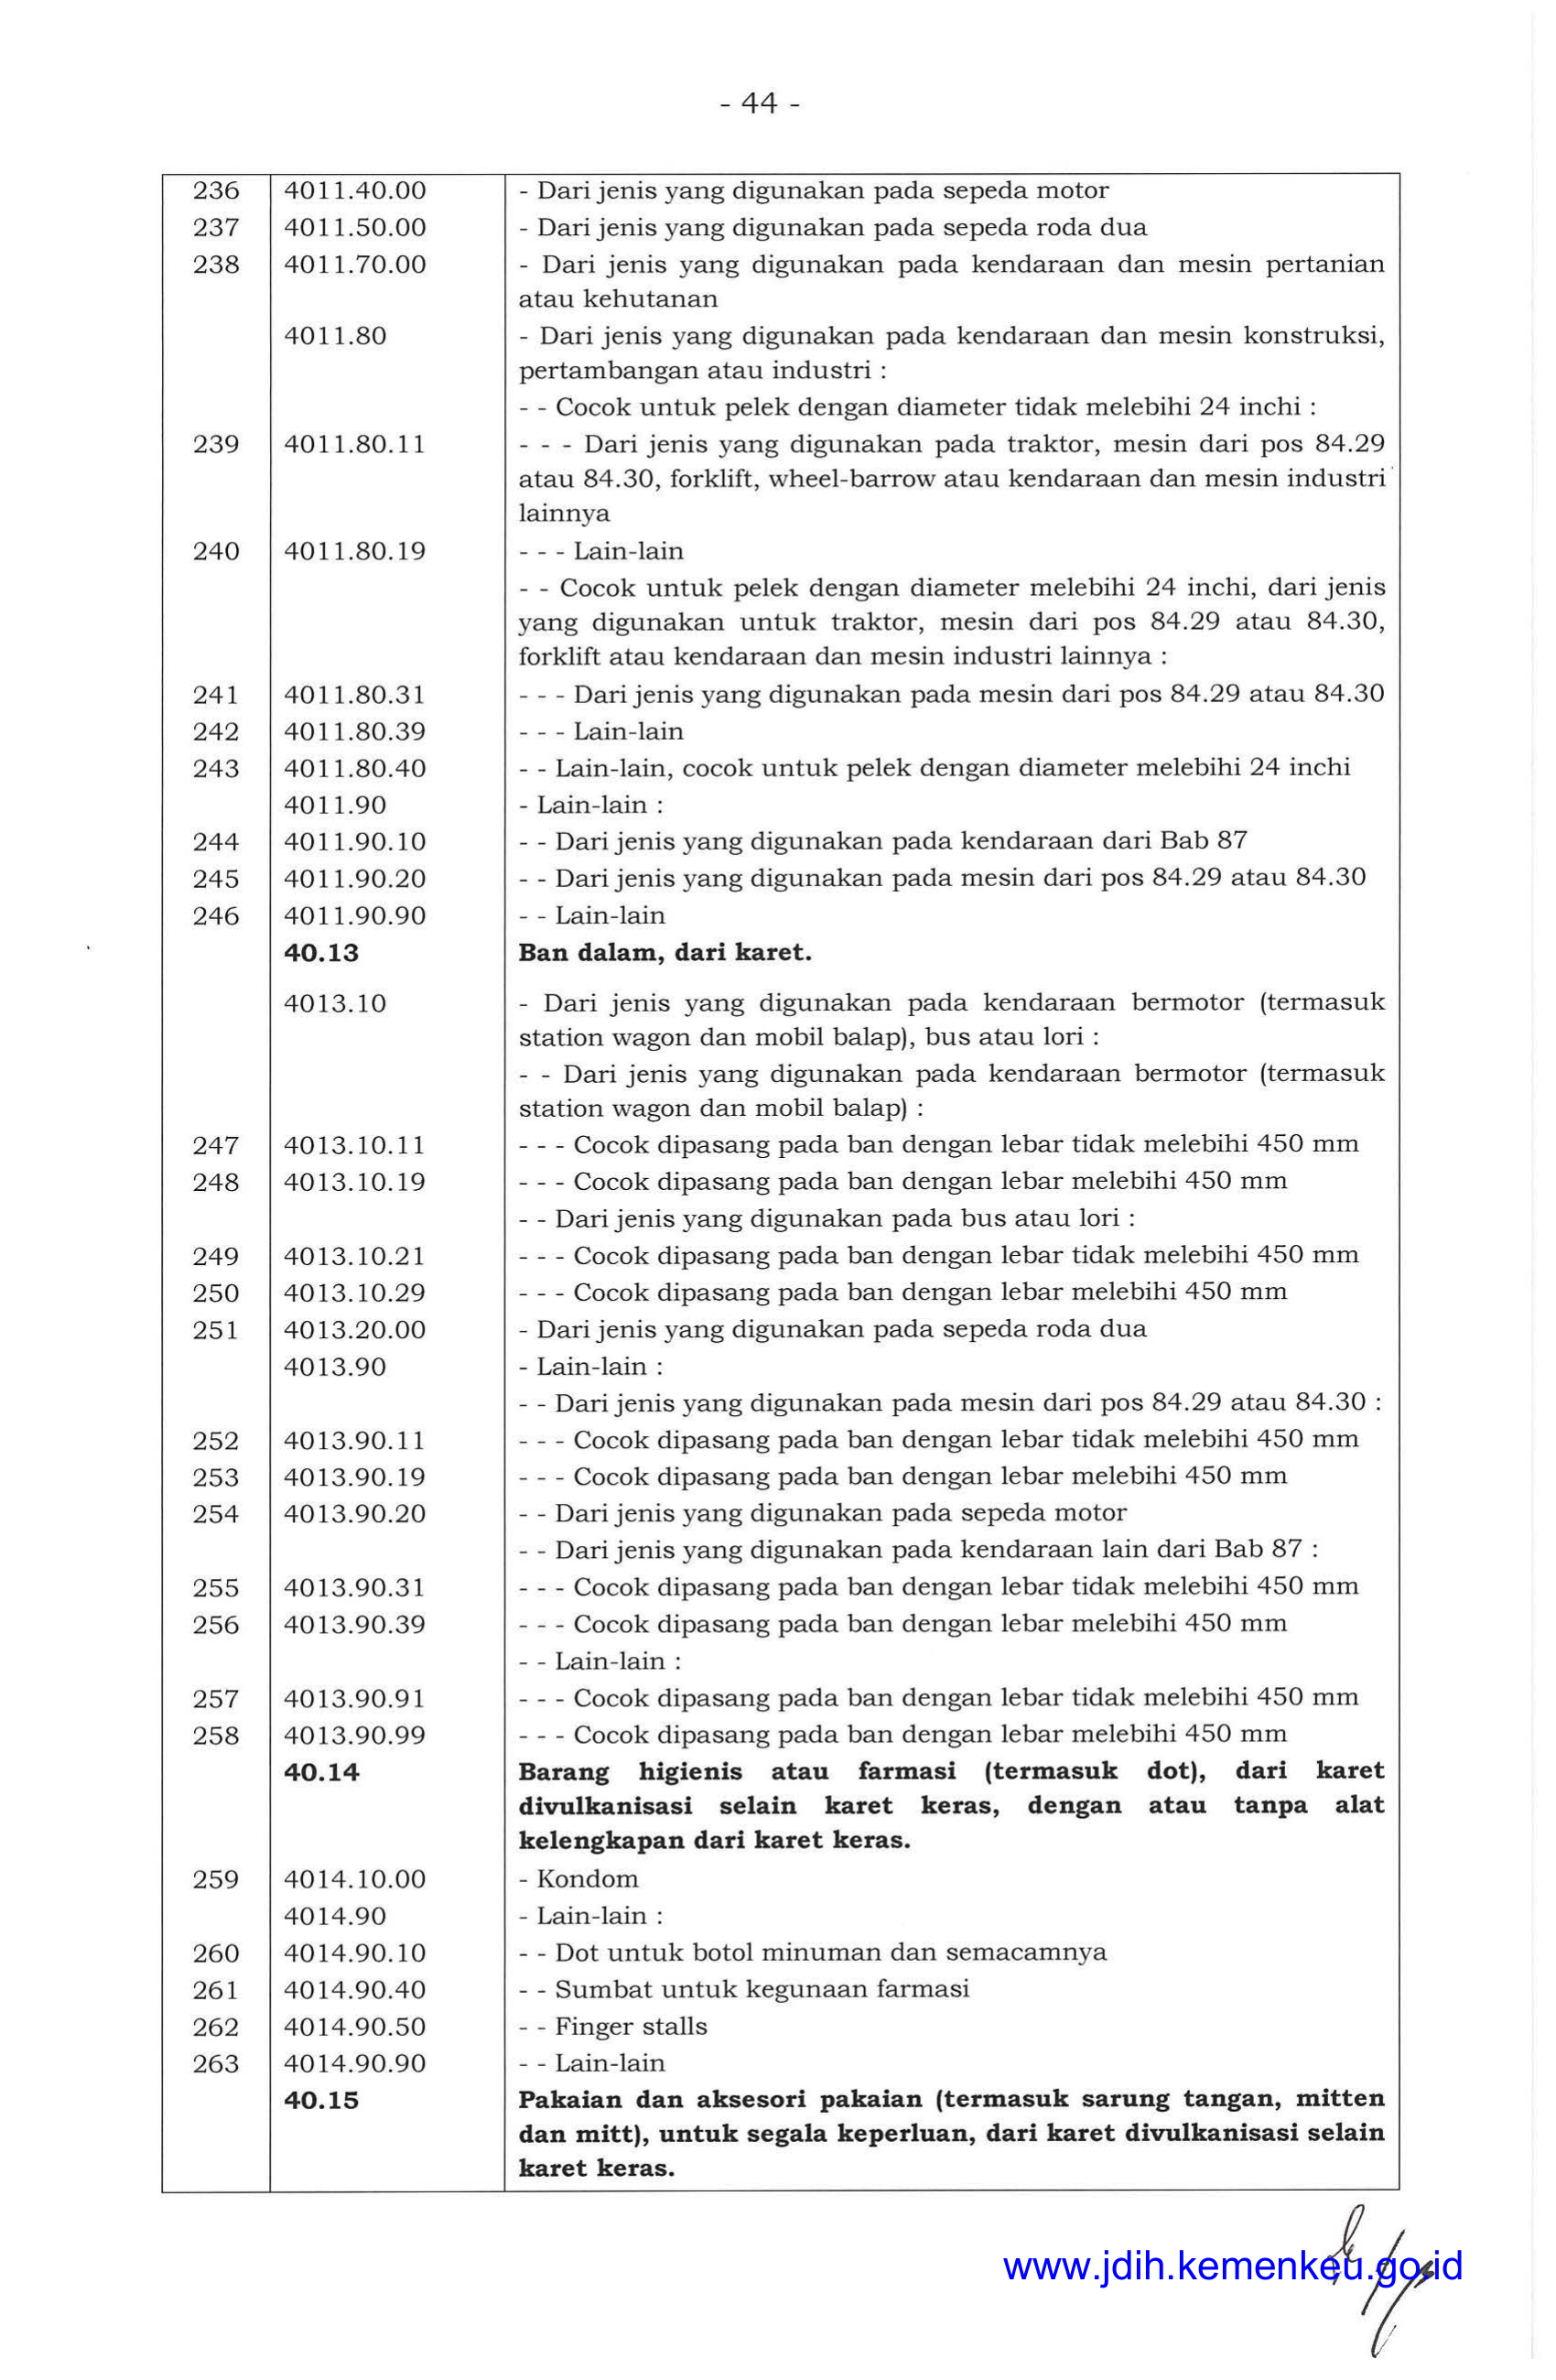 - 44 -
236 4011.40.00 - Dari jenis yang digunakan pada sepeda motor
237 4011.50.00 - Dari jenis yang digunakan pada sepeda roda dua
238 4011.70.00 - Dari jenis yang digunakan pada kendaraan dan mesin pertanian
atau kehutanan
4011.80 - Dari jenis yang digunakan pada kendaraan dan mesin konstruksi,
pertambangan atau industri :
- - Cocok untuk pelek dengan diameter tidak melebihi 24 inchi :
239 4011.80.11 - - - Dari jenis yang digunakan pada traktor, mesin dari pos 84.29
atau 84.30, forklift, wheel-barrow atau kendaraan dan mesin industri
lainnya
240 4011.80.19 - - - Lain-lain
- - Cocok untuk pelek dengan diameter melebihi 24 inchi, dari jenis
yang digunakan untuk traktor, mesin dari pos 84.29 atau 84.30,
forklift atau kendaraan dan mesin industri lainnya :
241 4011.80.31 - - - Dari jenis yang digunakan pada mesin dari pos 84.29 atau 84.30
242 4011.80.39 - - - Lain-lain
243 4011.80.40 - - Lain-lain, cocok untuk pelek dengan diameter melebihi 24 inchi
4011.90 - Lain-lain :
244 4011.90.10 - - Dari jenis yang digunakan pada kendaraan dari Bab 87
245 4011.90.20 - - Dari jenis yang digunakan pada mesin dari pos 84.29 atau 84.30
246 4011.90.90 - - Lain-lain
40.13 Ban dalam, dari karet.
4013.10 - Dari jenis yang digunakan pada kendaraan bermotor (termasuk
station wagon dan mobil balap), bus atau lori :
- - Dari jenis yang digunakan pada kendaraan bermotor (termasuk
station wagon dan mobil balap) :
247 4013.10.11 - - - Cocok dipasang pada ban dengan lebar tidak melebihi 450 mm
248 4013.10.19 - - - Cocok dipasang pada ban dengan lebar melebihi 450 mm
- - Dari jenis yang digunakan pada bus atau lori :
249 4013.10.21 - - - Cocok dipasang pada ban dengan lebar tidak melebihi 450 mm
250 4013.10.29 - - - Cocok dipasang pada ban dengan lebar melebihi 450 mm
251 4013.20.00 - Dari jenis yang digunakan pada sepeda roda dua
4013.90 - Lain-lain :
- - Dari jenis yang digunakan pada mesin dari pos 84.29 atau 84.30 :
252 4013.90.11 - - - Cocok dipasang pada ban dengan lebar tidak melebihi 450 mm
253 4013.90.19 - - - Cocok dipasang pada ban dengan lebar melebihi 450 mm
254 4013.90.20 - - Dari jenis yang digunakan pada sepeda motor
- - Dari jenis yang digunakan pada kendaraan lain dari Bab 87 :
255 4013.90.31 - - - Cocok dipasang pada ban dengan lebar tidak melebihi 450 mm
256 4013.90.39 - - - Cocok dipasang pada ban dengan lebar melebihi 450 mm
- - Lain-lain :
257 4013.90.91 - - - Cocok dipasang pada ban dengan lebar tidak melebihi 450 mm
258 4013.90.99 - - - Cocok dipasang pada ban dengan lebar melebihi 450 mm
40.14 Barang higienis atau farmasi (termasuk dot), dari karet
divulkanisasi selain karet keras, dengan atau tanpa alat
kelengkapan dari karet keras.
259 4014.10.00 - Kondom
4014.90 - Lain-lain :
260 4014.90.10 - - Dot untuk botol minuman dan semacamnya
261 4014.90.40 - - Sumbat untuk kegunaan farmasi
262 4014.90.50 - - Finger stalls
263 4014.90.90 - - Lain-lain
40.15 Pakaian dan aksesori pakaian (termasuk sarung tangan, mitten
dan mitt), untuk segala keperluan, dari karet divulkanisasi selain
karet keras.
www.jdih.kemenkeu.go.id